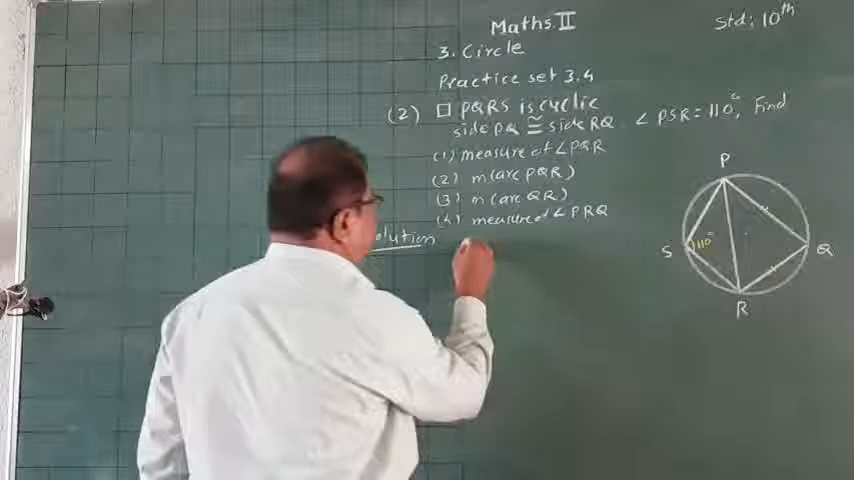 Maths II
Std: 10th
3. Circle
Practice set 3.4
(2) □ PQRS is cyclic
side PQ ≅ side RQ. ∠ PSR = 110°, Find
(1) measure of ∠PQR
(2) m(arc PQR)
(3) m(arc QR)
(4) measure of ∠PRQ
olution
P
S
110°
Q
R